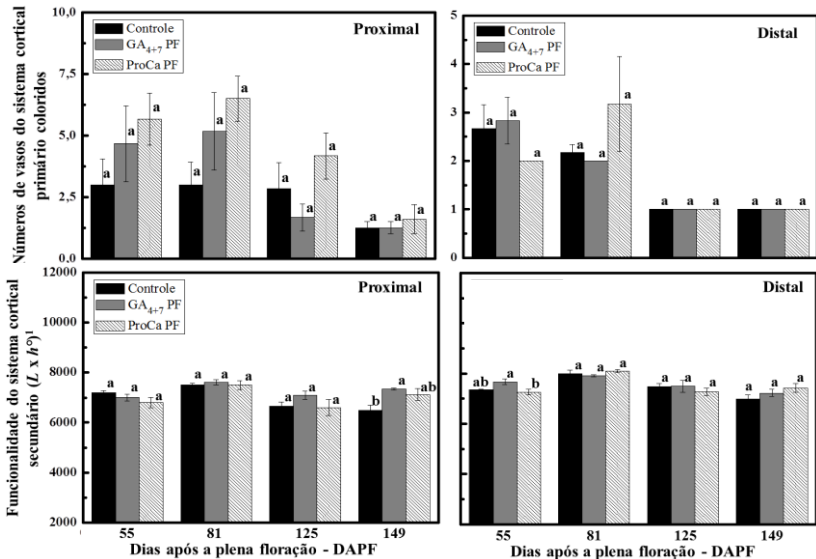 Números de vasos do sistema cortical
primário coloridos
10,0
7,5
5,0
2,5
0,0
Controle
GA4+7 PF
ProCa PF
Proximal
a a a
a a a
a a a
a a a
5
4
3
2
1
0
Controle
GA4+7 PF
ProCa PF
Distal
a a a
a a a
a a a
a a a
Funcionalidade do sistema cortical
secundário (L x h°)¹
12000
10000
8000
6000
4000
2000
Controle
GA4+7 PF
ProCa PF
Proximal
a a a
a a a
a a a
b a ab
55 81 125 149
Dias após a plena floração - DAPF
Distal
ab a b
a a a
a a a
a a a
55 81 125 149
Dias após a plena floração - DAPF